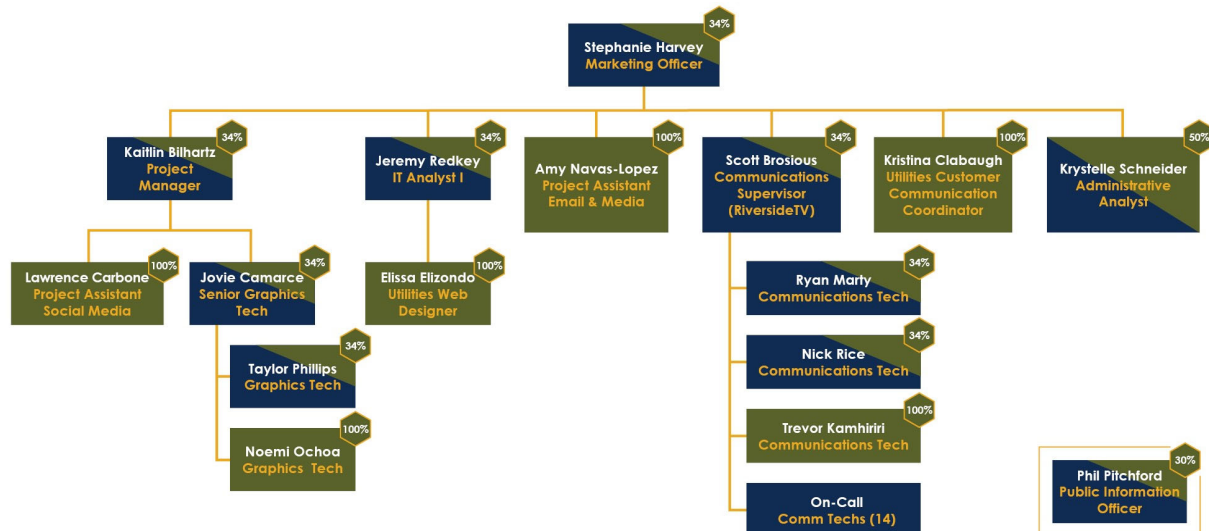 34%
Stephanie Harvey
Marketing Officer
34%
Kaitlin Bilhartz
Project
Manager
34%
Jeremy Redkey
IT Analyst I
100%
Amy Navas-Lopez
Project Assistant
Email & Media
34%
Scott Brosious
Communications
Supervisor
(RiversideTV)
100%
Kristina Clabaugh
Utilities Customer
Communication
Coordinator
50%
Krystelle Schneider
Administrative
Analyst
100%
Lawrence Carbone
Project Assistant
Social Media
34%
Jovie Camarce
Senior Graphics
Tech
100%
Elissa Elizondo
Utilities Web
Designer
34%
Ryan Marty
Communications Tech
34%
Taylor Phillips
Graphics Tech
34%
Nick Rice
Communications Tech
100%
Noemi Ochoa
Graphics Tech
100%
Trevor Kamhiriri
Communications Tech
On-Call
Comm Techs (14)
30%
Phil Pitchford
Public Information
Officer